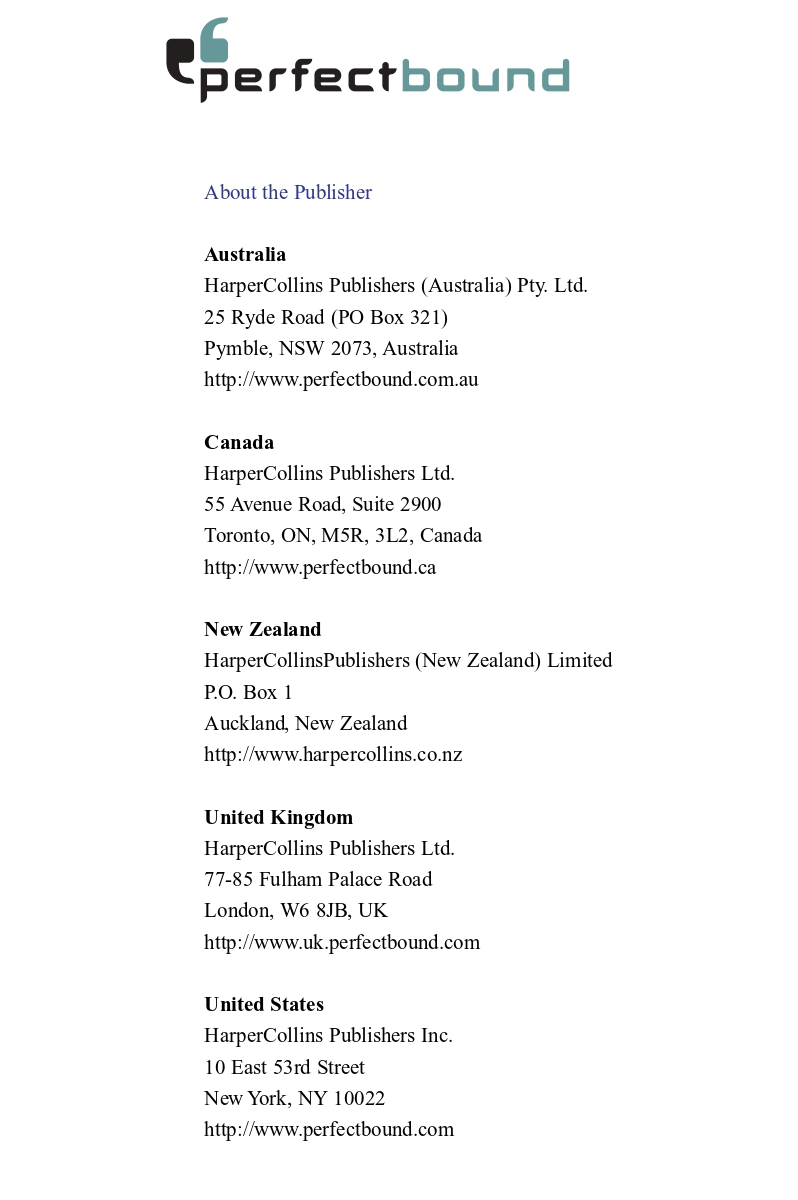 perfectbound
About the Publisher
Australia
HarperCollins Publishers (Australia) Pty. Ltd.
25 Ryde Road (PO Box 321)
Pymble, NSW 2073, Australia
http://www.perfectbound.com.au
Canada
HarperCollins Publishers Ltd.
55 Avenue Road, Suite 2900
Toronto, ON, M5R, 3L2, Canada
http://www.perfectbound.ca
New Zealand
HarperCollinsPublishers (New Zealand) Limited
P.O. Box 1
Auckland, New Zealand
http://www.harpercollins.co.nz
United Kingdom
HarperCollins Publishers Ltd.
77-85 Fulham Palace Road
London, W6 8JB, UK
http://www.uk.perfectbound.com
United States
HarperCollins Publishers Inc.
10 East 53rd Street
New York, NY 10022
http://www.perfectbound.com